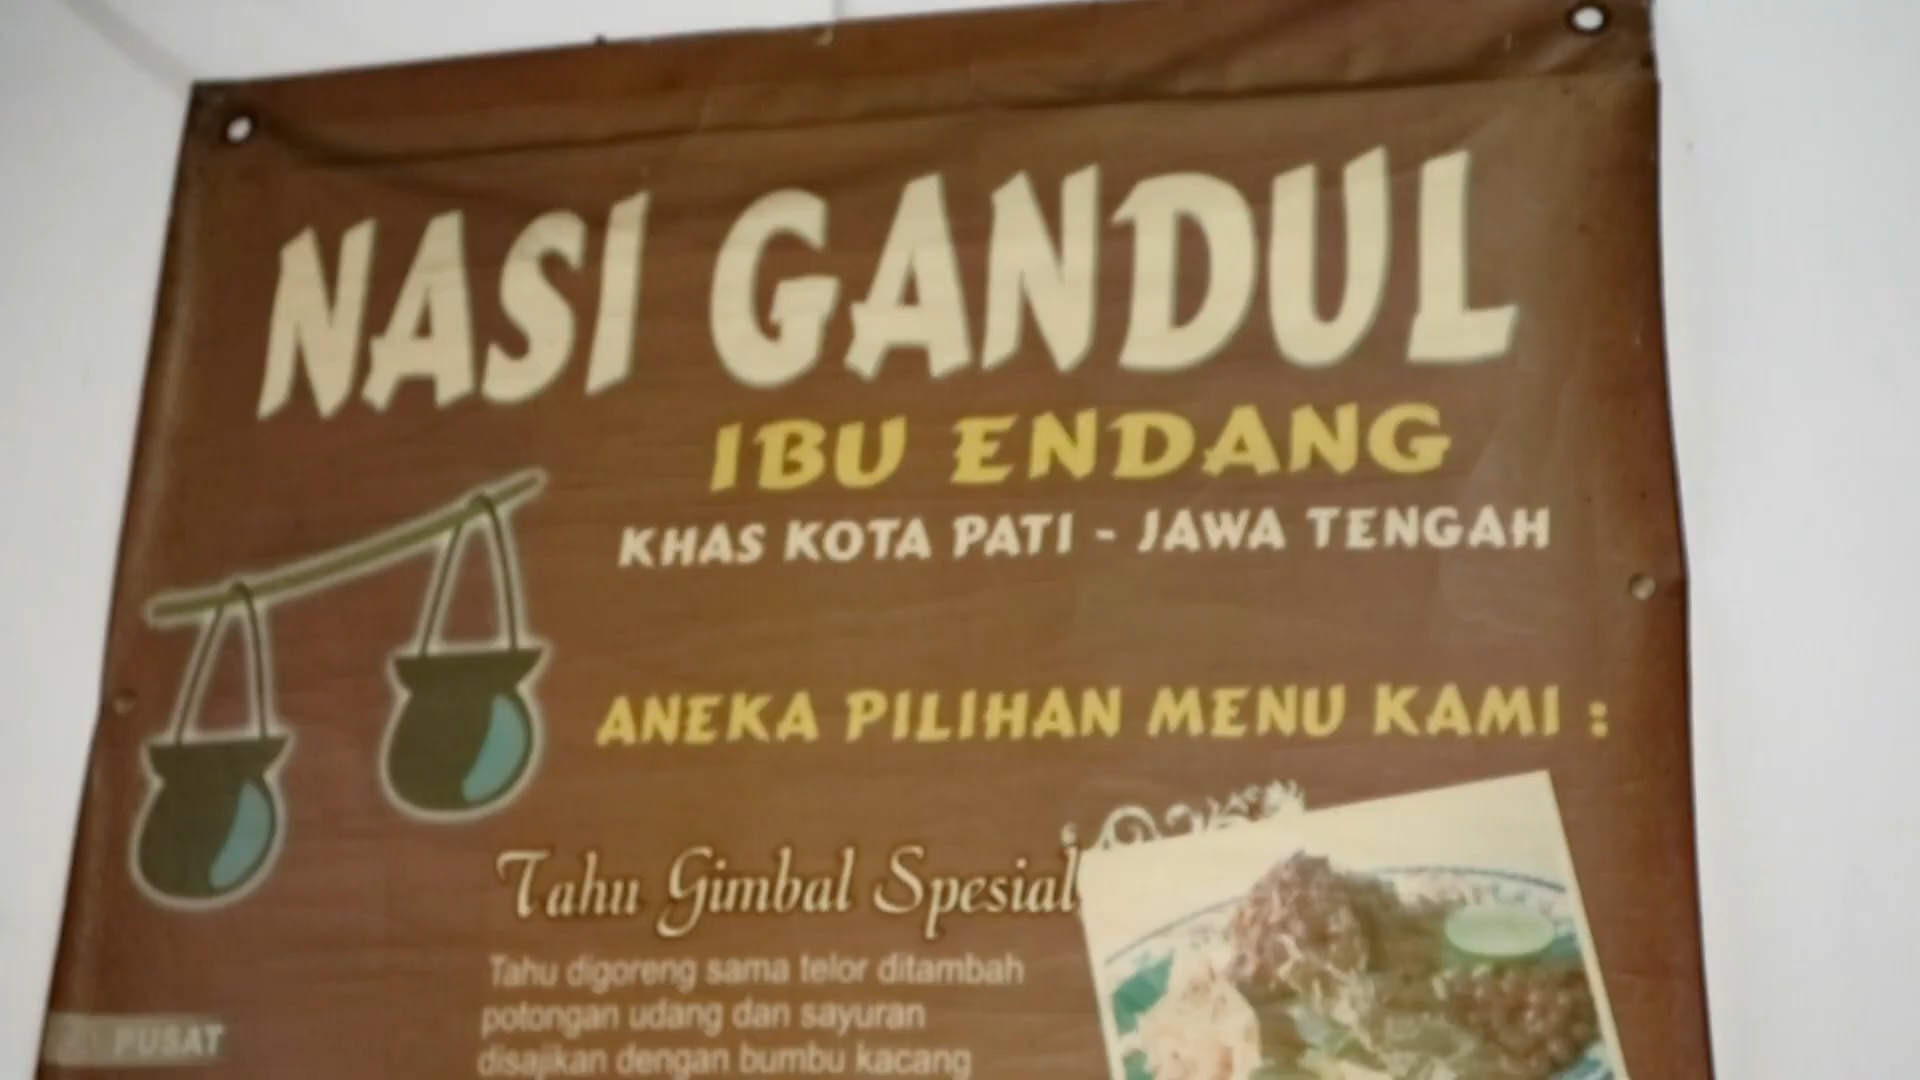 NASI GANDUL
IBU ENDANG
KHAS KOTA PATI - JAWA TENGAH
ANEKA PILIHAN MENU KAMI :
Tahu Gimbal Spesial
Tahu digoreng sama telor ditambah
potongan udang dan sayuran
disajikan dengan bumbu kacang
PUSAT